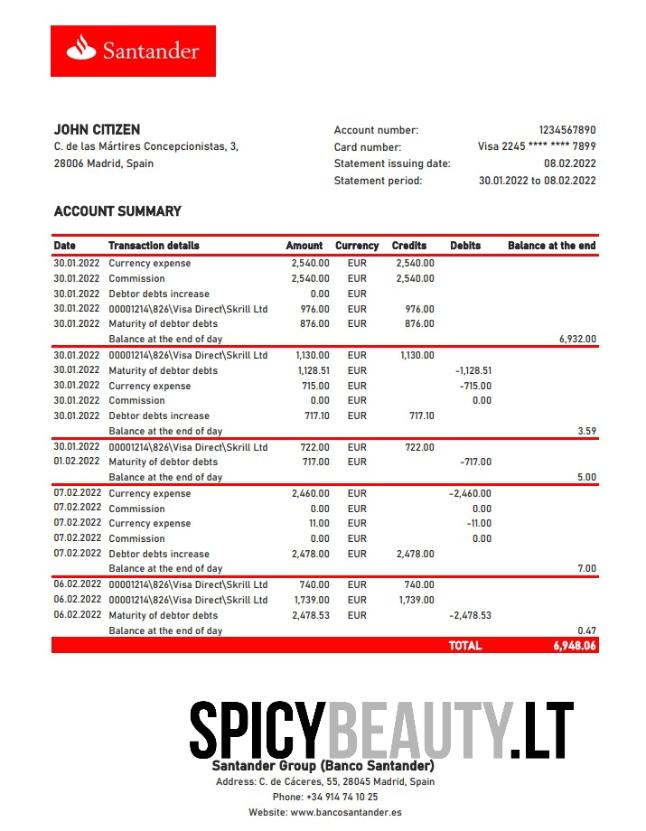 Santander
JOHN CITIZEN
C. de las Mártires Concepcionistas, 3,
28006 Madrid, Spain
Account number: 1234567890
Card number: Visa 2245 **** **** 7899
Statement issuing date: 08.02.2022
Statement period: 30.01.2022 to 08.02.2022
ACCOUNT SUMMARY
Date Transaction details Amount Currency Credits Debits Balance at the end
30.01.2022 Currency expense 2,540.00 EUR 2,540.00
30.01.2022 Commission 2,540.00 EUR 2,540.00
30.01.2022 Debtor debts increase 0.00 EUR
30.01.2022 00001214\826\Visa Direct\Skrill Ltd 976.00 EUR 976.00
30.01.2022 Maturity of debtor debts 876.00 EUR 876.00
Balance at the end of day 6,932.00
30.01.2022 00001214\826\Visa Direct\Skrill Ltd 1,130.00 EUR 1,130.00
30.01.2022 Maturity of debtor debts 1,128.51 EUR -1,128.51
30.01.2022 Currency expense 715.00 EUR -715.00
30.01.2022 Commission 0.00 EUR 0.00
30.01.2022 Debtor debts increase 717.10 EUR 717.10
Balance at the end of day 3.59
30.01.2022 00001214\826\Visa Direct\Skrill Ltd 722.00 EUR 722.00
01.02.2022 Maturity of debtor debts 717.00 EUR -717.00
Balance at the end of day 5.00
07.02.2022 Currency expense 2,460.00 EUR -2,460.00
07.02.2022 Commission 0.00 EUR 0.00
07.02.2022 Currency expense 11.00 EUR -11.00
07.02.2022 Commission 0.00 EUR 0.00
07.02.2022 Debtor debts increase 2,478.00 EUR 2,478.00
Balance at the end of day 7.00
06.02.2022 00001214\826\Visa Direct\Skrill Ltd 740.00 EUR 740.00
06.02.2022 00001214\826\Visa Direct\Skrill Ltd 1,739.00 EUR 1,739.00
06.02.2022 Maturity of debtor debts 2,478.53 EUR -2,478.53
Balance at the end of day 0.47
TOTAL 6,948.06
SPICYBEAUTY.LT
Santander Group (Banco Santander)
Address: C. de Cáceres, 55, 28045 Madrid, Spain
Phone: +34 914 74 10 25
Website: www.bancosantander.es